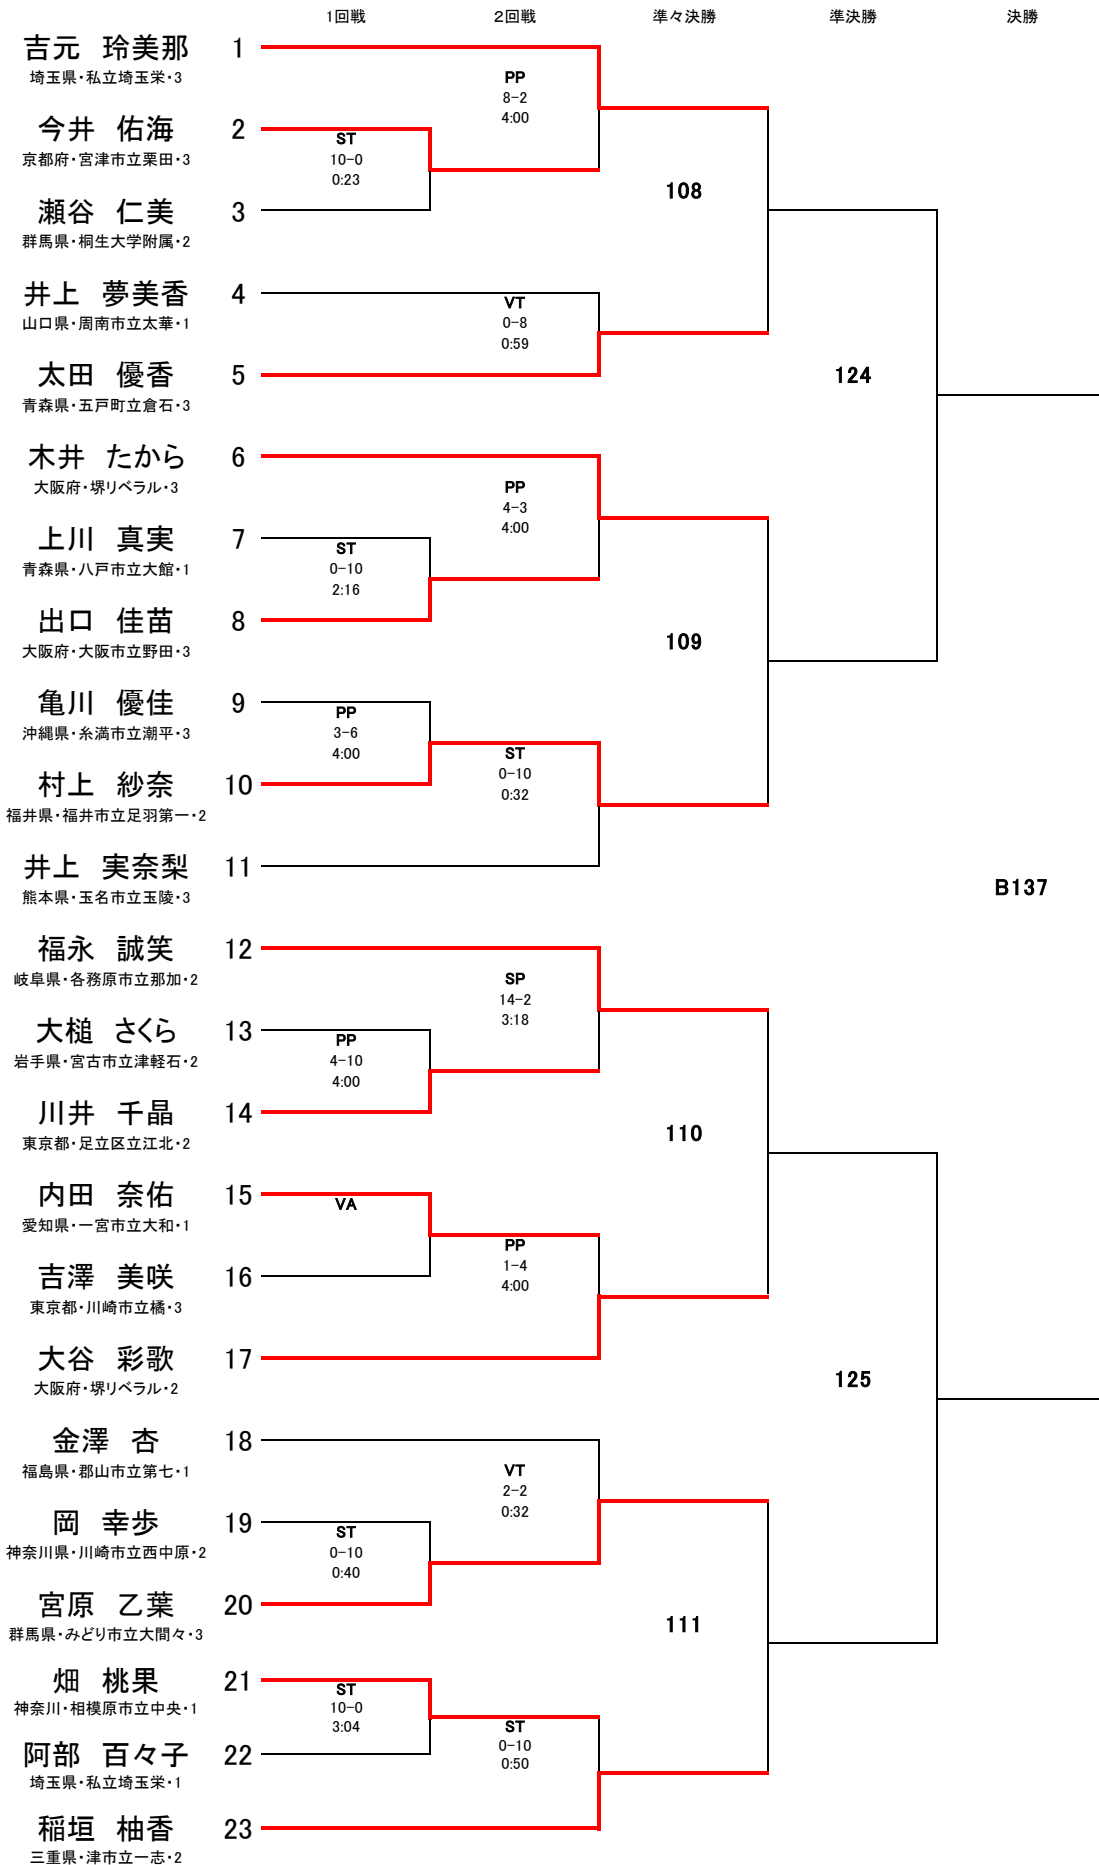 1回戦 2回戦 準々決勝 準決勝 決勝
吉元 玲美那 1
埼玉県・私立埼玉栄・3
PP
8-2
4:00
今井 佑海 2
京都府・宮津市立栗田・3
ST
10-0
0:23
瀬谷 仁美 3
群馬県・桐生大学附属・2
108
井上 夢美香 4
山口県・周南市立太華・1
VT
0-8
0:59
太田 優香 5
青森県・五戸町立倉石・3
124
木井 たから 6
大阪府・堺リベラル・3
PP
4-3
4:00
上川 真実 7
青森県・八戸市立大館・1
ST
0-10
2:16
出口 佳苗 8
大阪府・大阪市立野田・3
109
亀川 優佳 9
沖縄県・糸満市立潮平・3
PP
3-6
4:00
村上 紗奈 10
福井県・福井市立足羽第一・2
ST
0-10
0:32
井上 実奈梨 11
熊本県・玉名市立玉陵・3
B137
福永 誠笑 12
岐阜県・各務原市立那加・2
SP
14-2
3:18
大槌 さくら 13
岩手県・宮古市立津軽石・2
PP
4-10
4:00
川井 千晶 14
東京都・足立区立江北・2
110
内田 奈佑 15
愛知県・一宮市立大和・1
VA
吉澤 美咲 16
東京都・川崎市立橘・3
PP
1-4
4:00
大谷 彩歌 17
大阪府・堺リベラル・2
125
金澤 杏 18
福島県・郡山市立第七・1
VT
2-2
0:32
岡 幸歩 19
神奈川県・川崎市立西中原・2
ST
0-10
0:40
宮原 乙葉 20
群馬県・みどり市立大間々・3
111
畑 桃果 21
神奈川・相模原市立中央・1
ST
10-0
3:04
阿部 百々子 22
埼玉県・私立埼玉栄・1
ST
0-10
0:50
稲垣 柚香 23
三重県・津市立一志・2